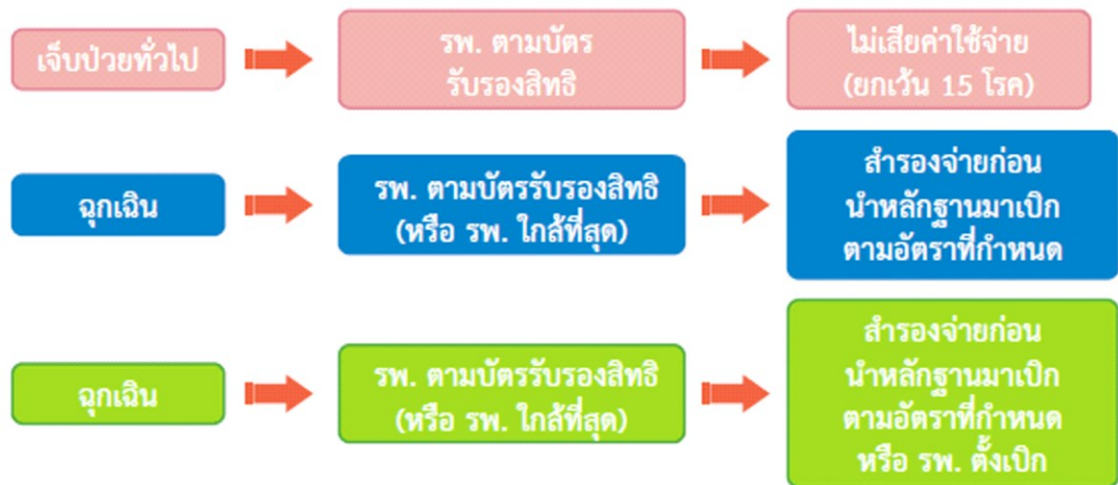 เจ็บป่วยทั่วไป
รพ. ตามบัตร
รับรองสิทธิ
ไม่เสียค่าใช้จ่าย
(ยกเว้น 15 โรค)
ฉุกเฉิน
รพ. ตามบัตรรับรองสิทธิ
(หรือ รพ. ใกล้ที่สุด)
สำรองจ่ายก่อน
นำหลักฐานมาเบิก
ตามอัตราที่กำหนด
ฉุกเฉิน
รพ. ตามบัตรรับรองสิทธิ
(หรือ รพ. ใกล้ที่สุด)
สำรองจ่ายก่อน
นำหลักฐานมาเบิก
ตามอัตราที่กำหนด
หรือ รพ. ตั้งเบิก